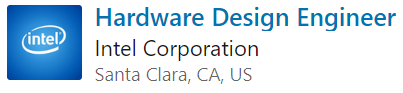 intel
Hardware Design Engineer
Intel Corporation
Santa Clara, CA, US